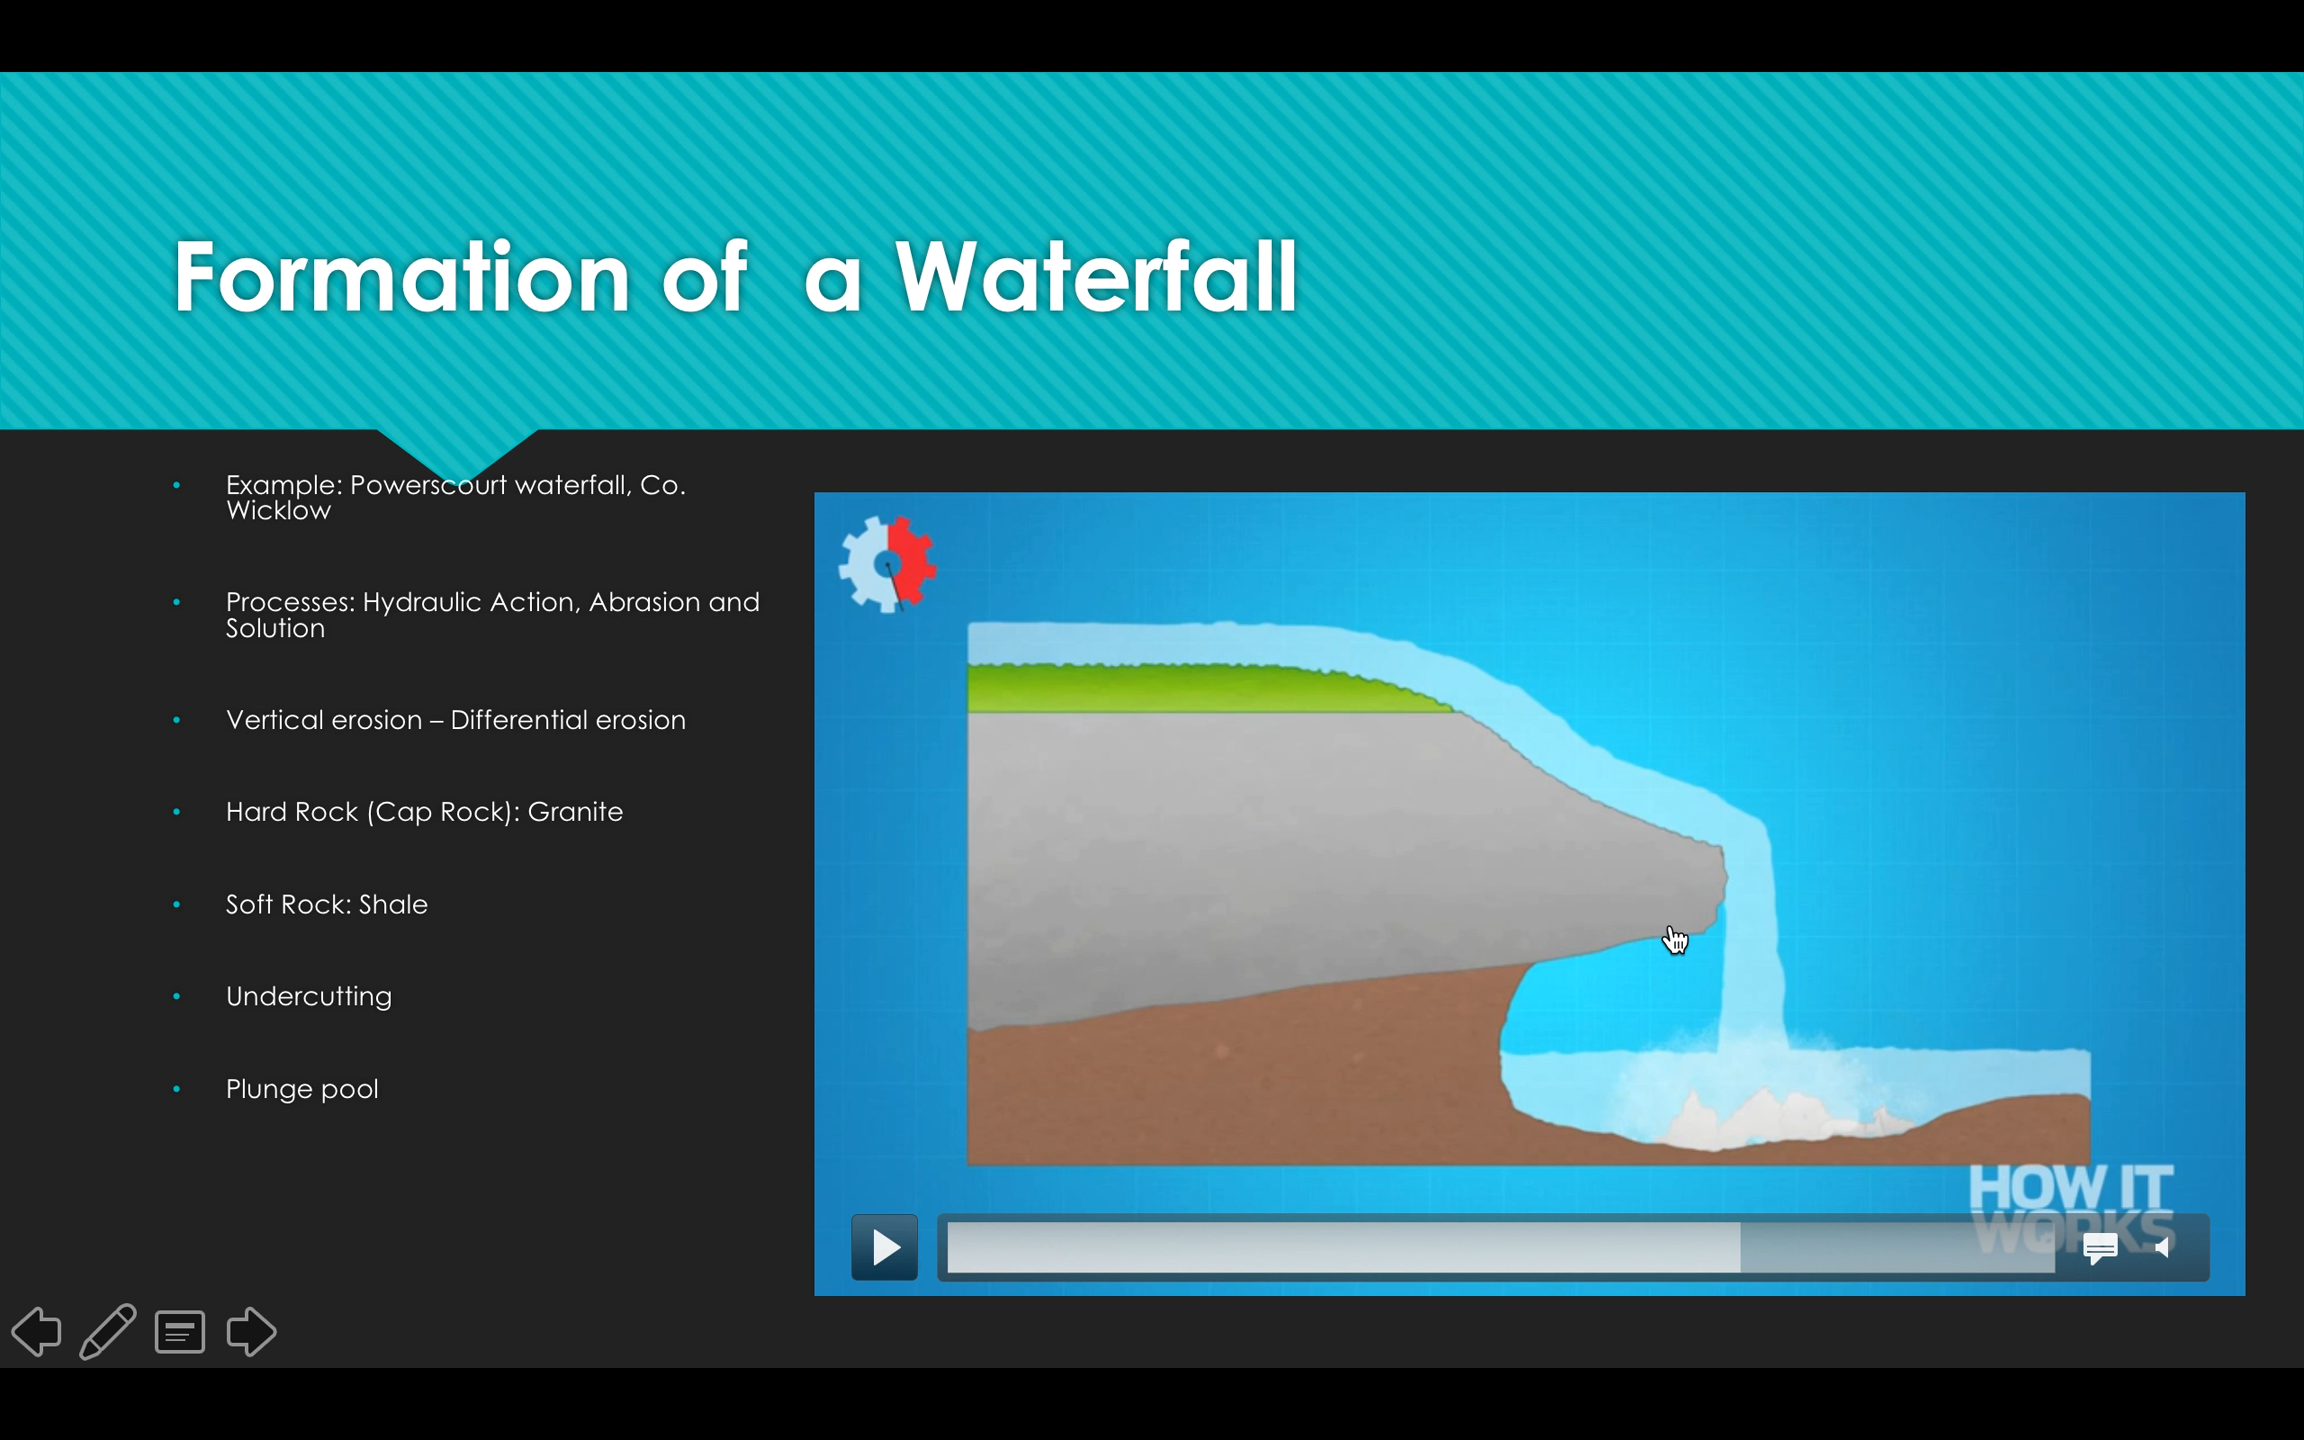 Formation of  a Waterfall
• Example: Powerscourt waterfall, Co.
Wicklow
• Processes: Hydraulic Action, Abrasion and
Solution
• Vertical erosion – Differential erosion
• Hard Rock (Cap Rock): Granite
• Soft Rock: Shale
• Undercutting
• Plunge pool
HOW IT
WORKS